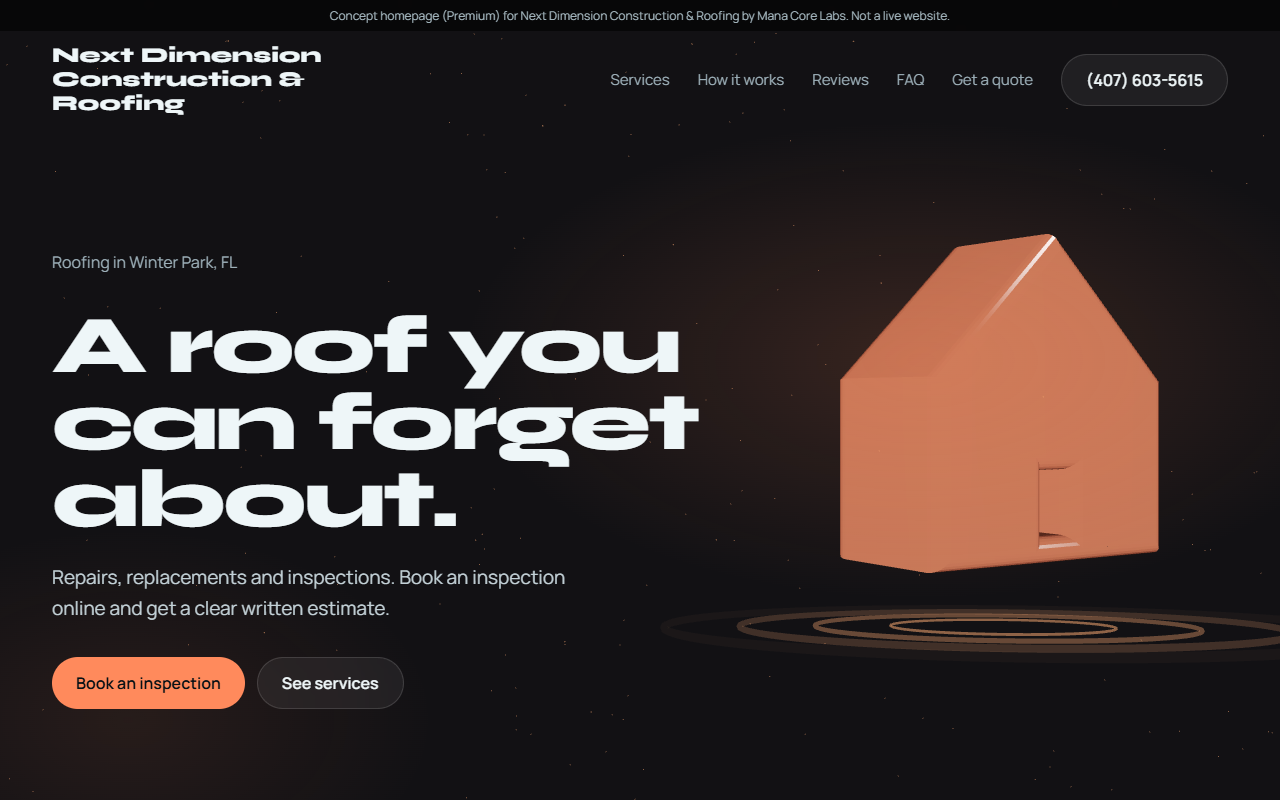 Concept homepage (Premium) for Next Dimension Construction & Roofing by Mana Core Labs. Not a live website.
Next Dimension
Construction &
Roofing
Services
How it works
Reviews
FAQ
Get a quote
(407) 603-5615
Roofing in Winter Park, FL
A roof you
can forget
about.
Repairs, replacements and inspections. Book an inspection
online and get a clear written estimate.
Book an inspection
See services